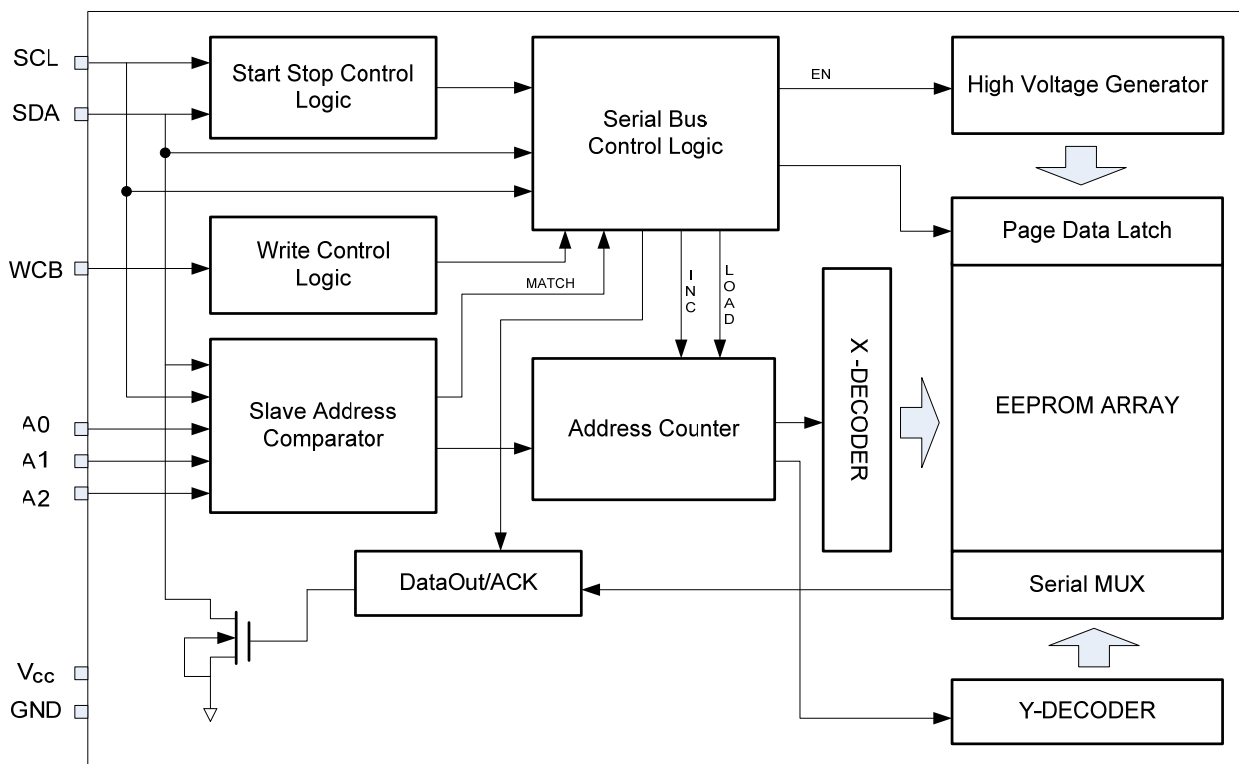 SCL
SDA
WCB
A0
A1
A2
Vcc
GND
Start Stop Control
Logic
Write Control
Logic
Slave Address
Comparator
Serial Bus
Control Logic
MATCH
INC
LOAD
EN
Address Counter
DataOut/ACK
X -DECODER
High Voltage Generator
Page Data Latch
EEPROM ARRAY
Serial MUX
Y-DECODER